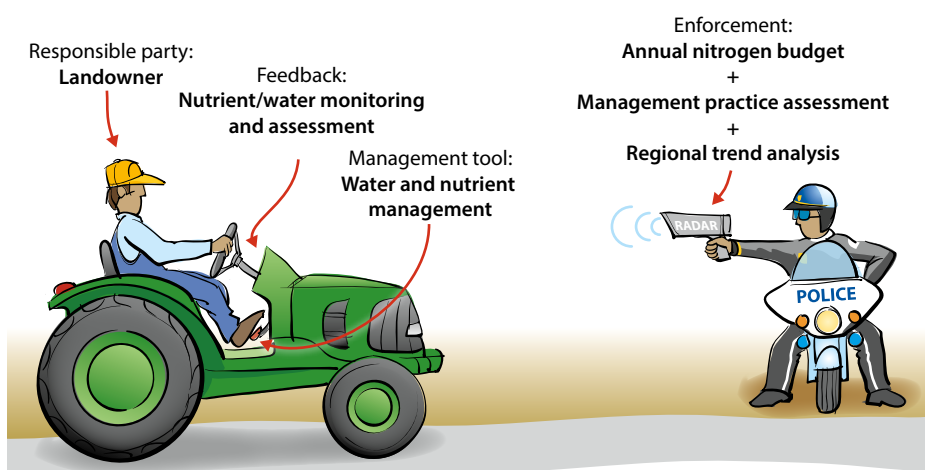 Responsible party:
Landowner
Feedback:
Nutrient/water monitoring
and assessment
Management tool:
Water and nutrient
management
Enforcement:
Annual nitrogen budget
+
Management practice assessment
+
Regional trend analysis
RADAR
POLICE